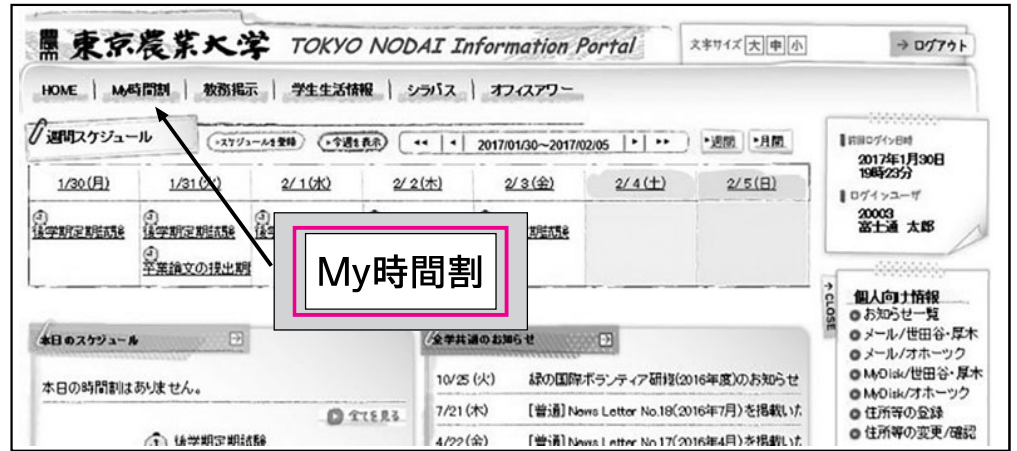 東京農業大学 TOKYO NODAI Information Portal 文字サイズ 大 中 小 → ログアウト
HOME | My時間割 | 教務掲示 | 学生生活情報 | シラバス | オフィスアワー
週間スケジュール ▸スケジュールを登録 ▸今週を表示 ◂◂ | ◂ | 2017/01/30～2017/02/05 | ▸ | ▸▸ ▸週間 ▸月間
1/30(月) 1/31(火) 2/1(水) 2/2(木) 2/3(金) 2/4(土) 2/5(日)
後学期定期試験 後学期定期試験
卒業論文の提出期
My時間割
前回ログイン日時
2017年1月30日
19時23分
ログインユーザ
20003
富士通 太郎
→CLOSE
個人向け情報
お知らせ一覧
メール/世田谷・厚木
メール/オホーツク
MyDisk/世田谷・厚木
MyDisk/オホーツク
住所等の登録
住所等の変更/確認
本日のスケジュール
本日の時間割はありません。
全てを見る
後学期定期試験
全学共通のお知らせ
10/25 (火) 緑の国際ボランティア研修(2016年度)のお知らせ
7/21 (木) [普通] News Letter No.18(2016年7月)を掲載いた
4/22 (金) [普通] News Letter No.17(2016年4月)を掲載いた